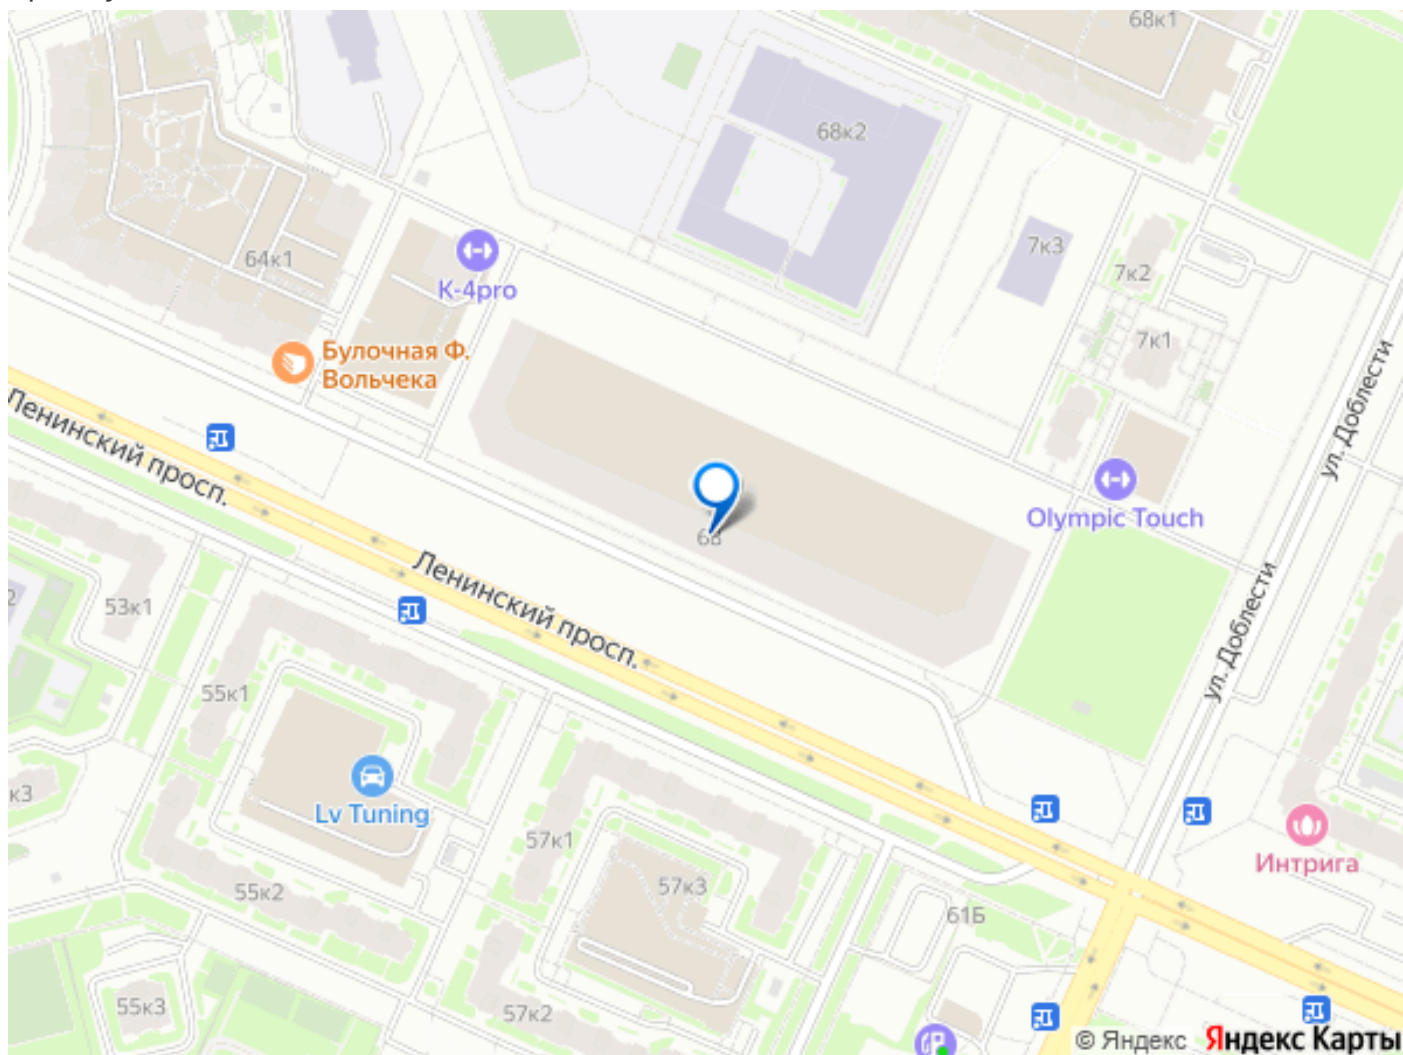 68к1
68к2
7к3
7к2
64к1
K-4pro
7к1
Булочная Ф.
Вольчека
Ленинский просп.
ул. Доблести
Olympic Touch
Ленинский просп.
53к1
ул. Доблести
55к1
к3
Lv Tuning
57к1
Интрига
55к2
57к3
61Б
55к3
57к2
© Яндекс Яндекс Карты